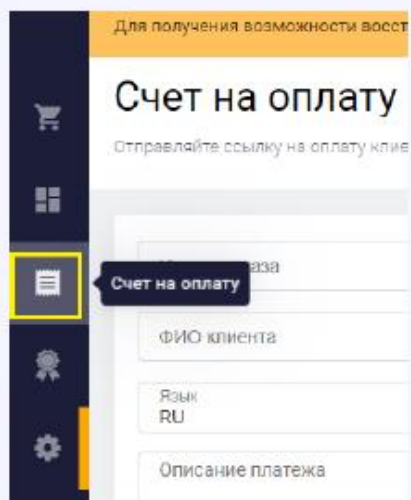 Для получения возможности восст
Счет на оплату
Отправляйте ссылку на оплату клие
аза
Счет на оплату
ФИО клиента
Язык
RU
Описание платежа